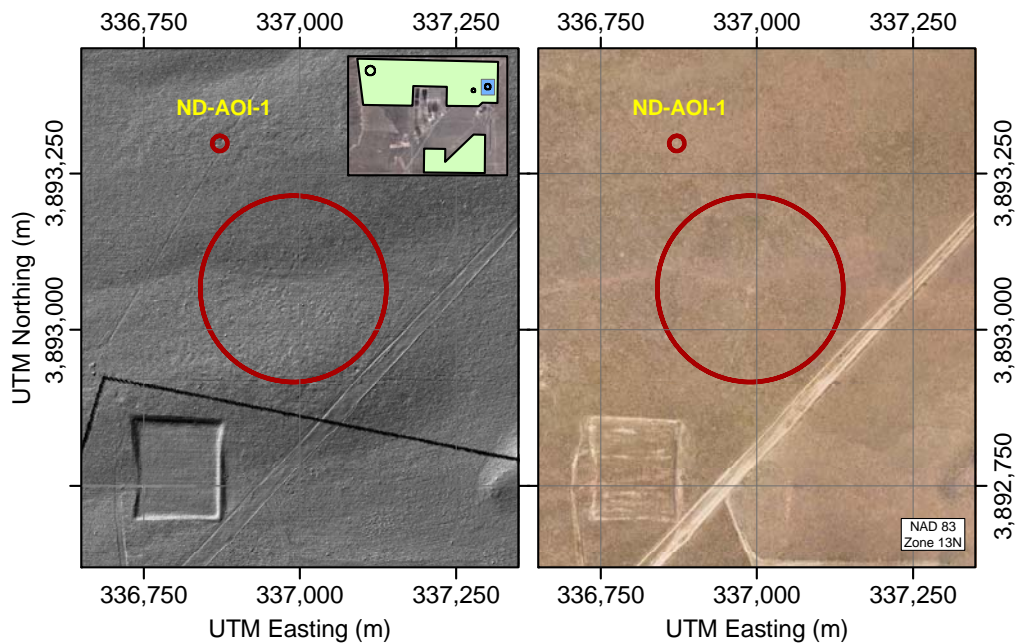 336,750 337,000 337,250 336,750 337,000 337,250
ND-AOI-1 ND-AOI-1
3,893,250 3,893,250
UTM Northing (m)
3,893,000 3,893,000
3,892,750 3,892,750
NAD 83
Zone 13N
336,750 337,000 337,250 336,750 337,000 337,250
UTM Easting (m) UTM Easting (m)